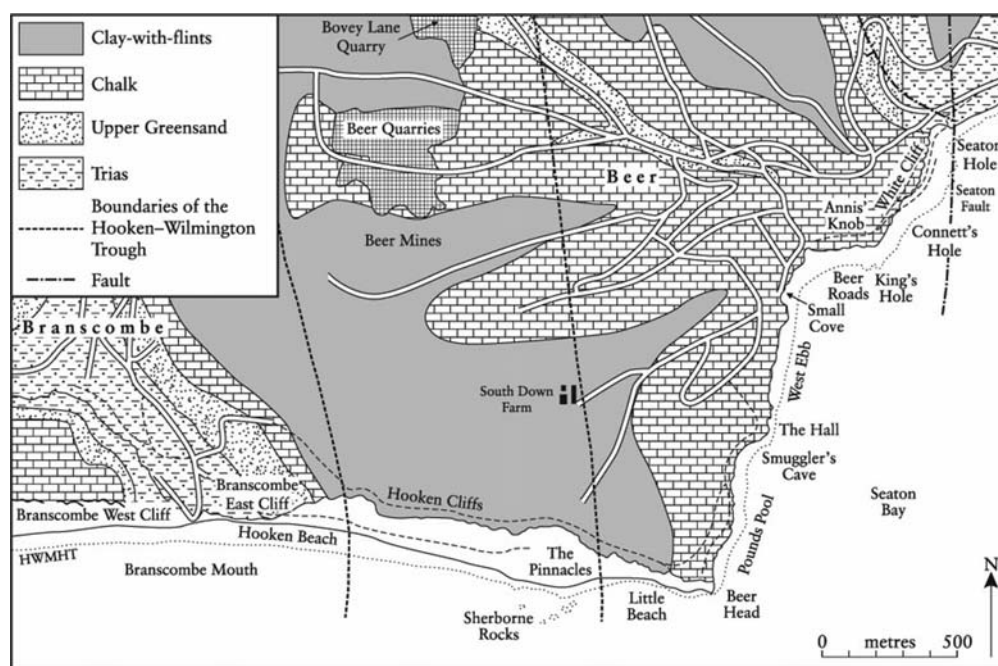 Clay-with-flints
Chalk
Upper Greensand
Trias
Boundaries of the
Hooken–Wilmington
Trough
Fault
Bovey Lane
Quarry
Beer Quarries
Beer
Beer Mines
White Cliff
Annis'
Knob
Seaton
Hole
Seaton
Fault
Connett's
Hole
King's
Hole
Beer
Roads
Small
Cove
West Ebb
Branscombe
South Down
Farm
The Hall
Smuggler's
Cave
Seaton
Bay
Pounds Pool
Branscombe West Cliff
Branscombe
East Cliff
Hooken Cliffs
Hooken Beach
HWMHT
Branscombe Mouth
The
Pinnacles
Little
Beach
Beer
Head
Sherborne
Rocks
N
0 metres 500